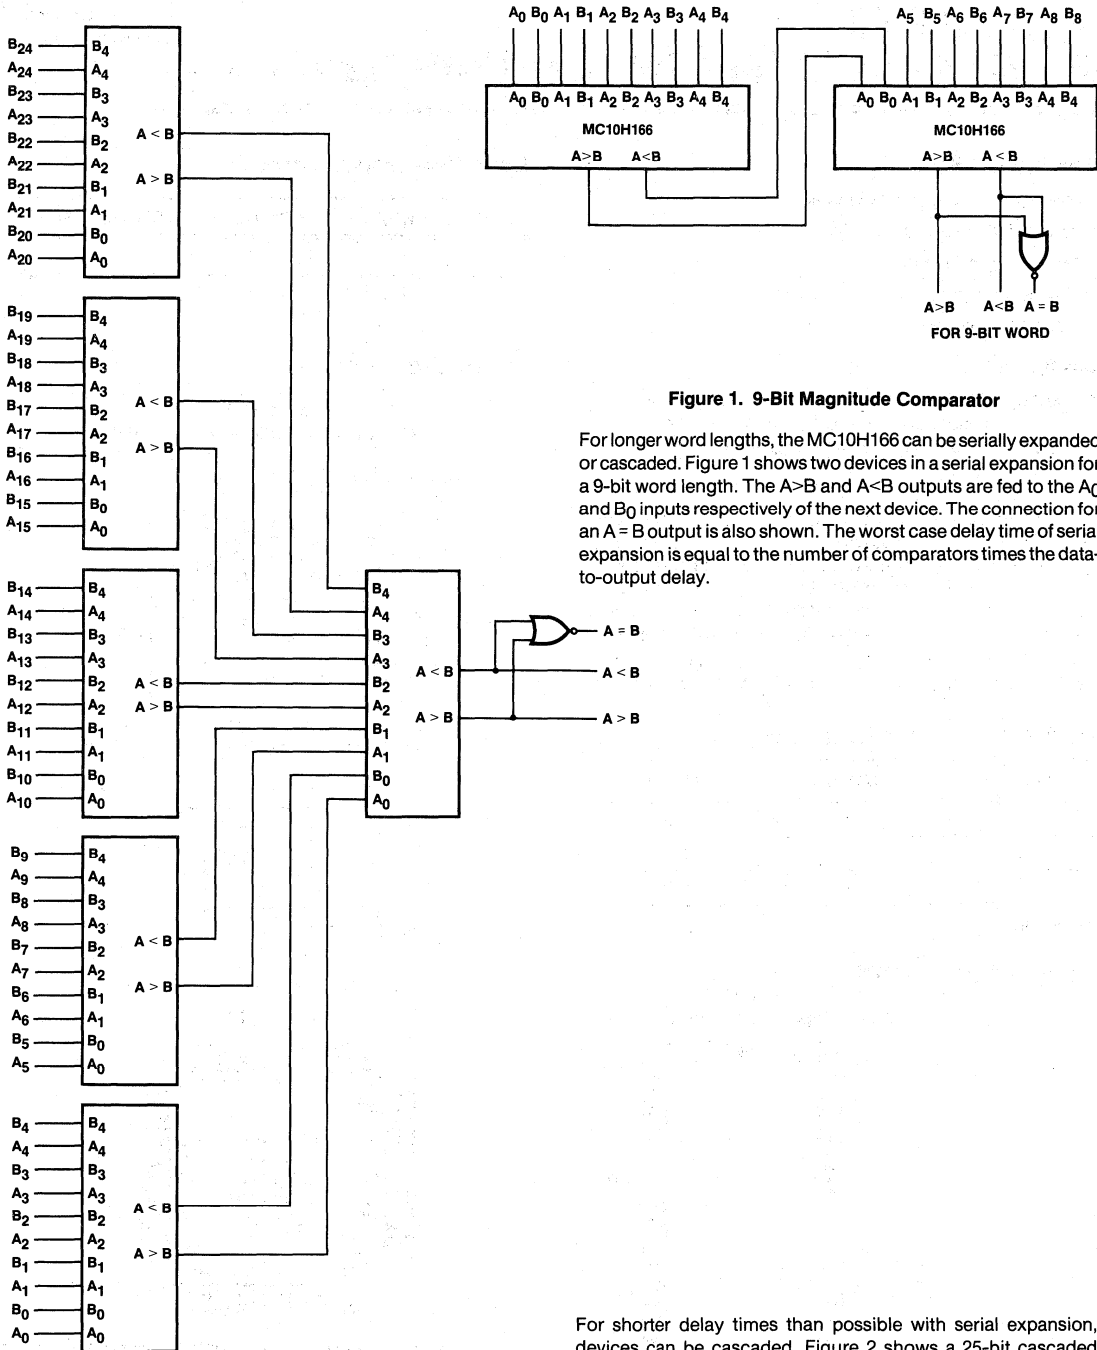 A0 B0 A1 B1 A2 B2 A3 B3 A4 B4
A5 B5 A6 B6 A7 B7 A8 B8
A0 B0 A1 B1 A2 B2 A3 B3 A4 B4
MC10H166
A>B A<B
A0 B0 A1 B1 A2 B2 A3 B3 A4 B4
MC10H166
A>B A<B
A>B A<B A = B
FOR 9-BIT WORD
Figure 1. 9-Bit Magnitude Comparator
For longer word lengths, the MC10H166 can be serially expanded
or cascaded. Figure 1 shows two devices in a serial expansion for
a 9-bit word length. The A>B and A<B outputs are fed to the A0
and B0 inputs respectively of the next device. The connection for
an A = B output is also shown. The worst case delay time of serial
expansion is equal to the number of comparators times the data-
to-output delay.
B24 B4
A24 A4
B23 B3
A23 A3
B22 B2
A22 A2
B21 B1
A21 A1
B20 B0
A20 A0
A < B
A > B
B19 B4
A19 A4
B18 B3
A18 A3
B17 B2
A17 A2
B16 B1
A16 A1
B15 B0
A15 A0
A < B
A > B
B14 B4
A14 A4
B13 B3
A13 A3
B12 B2
A12 A2
B11 B1
A11 A1
B10 B0
A10 A0
A < B
A > B
B9 B4
A9 A4
B8 B3
A8 A3
B7 B2
A7 A2
B6 B1
A6 A1
B5 B0
A5 A0
A < B
A > B
B4 B4
A4 A4
B3 B3
A3 A3
B2 B2
A2 A2
B1 B1
A1 A1
B0 B0
A0 A0
A < B
A > B
B4
A4
B3
A3
B2
A2
B1
A1
B0
A0
A < B
A > B
A = B
A < B
A > B
For shorter delay times than possible with serial expansion,
devices can be cascaded. Figure 2 shows a 25-bit cascaded